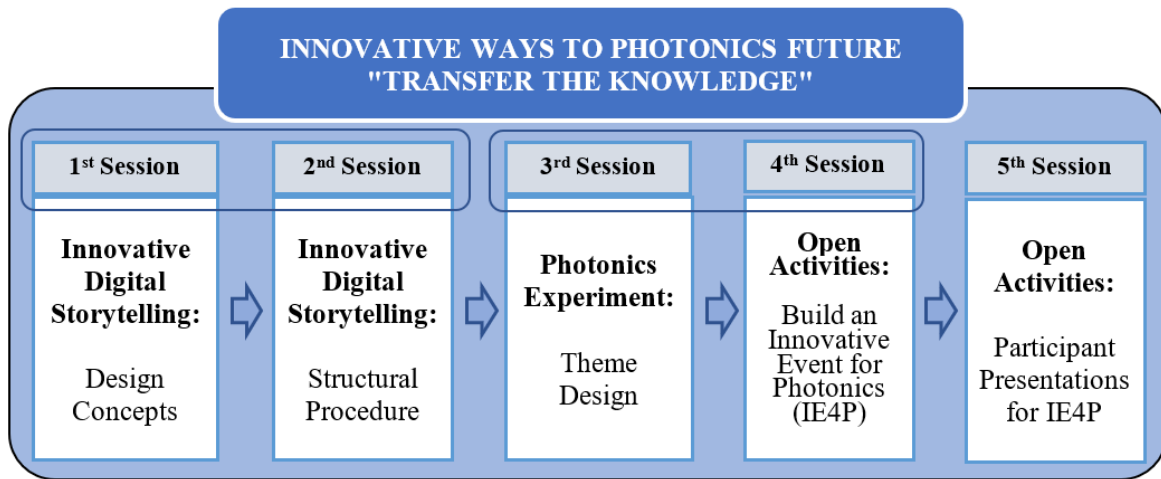 INNOVATIVE WAYS TO PHOTONICS FUTURE
"TRANSFER THE KNOWLEDGE"
1st Session
Innovative
Digital
Storytelling:
Design
Concepts
2nd Session
Innovative
Digital
Storytelling:
Structural
Procedure
3rd Session
Photonics
Experiment:
Theme
Design
4th Session
Open
Activities:
Build an
Innovative
Event for
Photonics
(IE4P)
5th Session
Open
Activities:
Participant
Presentations
for IE4P